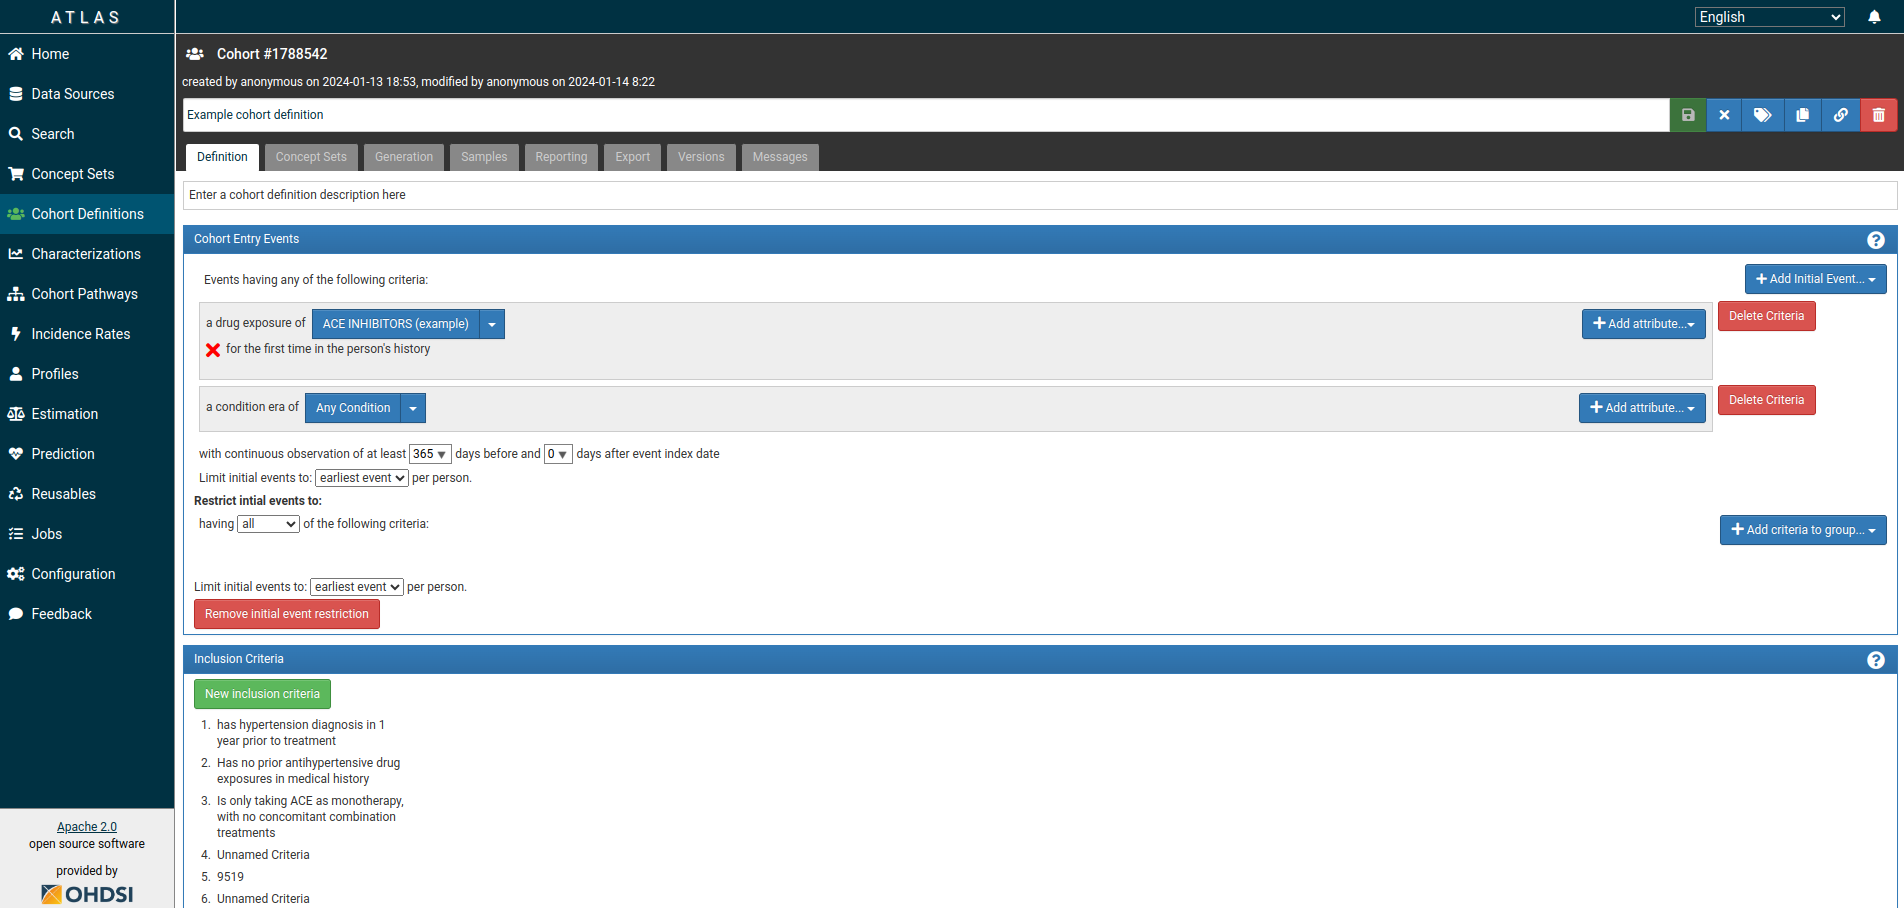 ATLAS
English
Home
Data Sources
Search
Concept Sets
Cohort Definitions
Characterizations
Cohort Pathways
Incidence Rates
Profiles
Estimation
Prediction
Reusables
Jobs
Configuration
Feedback
Apache 2.0
open source software
provided by
OHDSI
Cohort #1788542
created by anonymous on 2024-01-13 18:53, modified by anonymous on 2024-01-14 8:22
Example cohort definition
Definition Concept Sets Generation Samples Reporting Export Versions Messages
Enter a cohort definition description here
Cohort Entry Events ?
Events having any of the following criteria: Add Initial Event...
a drug exposure of ACE INHIBITORS (example) Add attribute... Delete Criteria
for the first time in the person's history
a condition era of Any Condition Add attribute... Delete Criteria
with continuous observation of at least 365 days before and 0 days after event index date
Limit initial events to: earliest event per person.
Restrict intial events to:
having all of the following criteria: Add criteria to group...
Limit initial events to: earliest event per person.
Remove initial event restriction
Inclusion Criteria ?
New inclusion criteria
1. has hypertension diagnosis in 1
year prior to treatment
2. Has no prior antihypertensive drug
exposures in medical history
3. Is only taking ACE as monotherapy,
with no concomitant combination
treatments
4. Unnamed Criteria
5. 9519
6. Unnamed Criteria